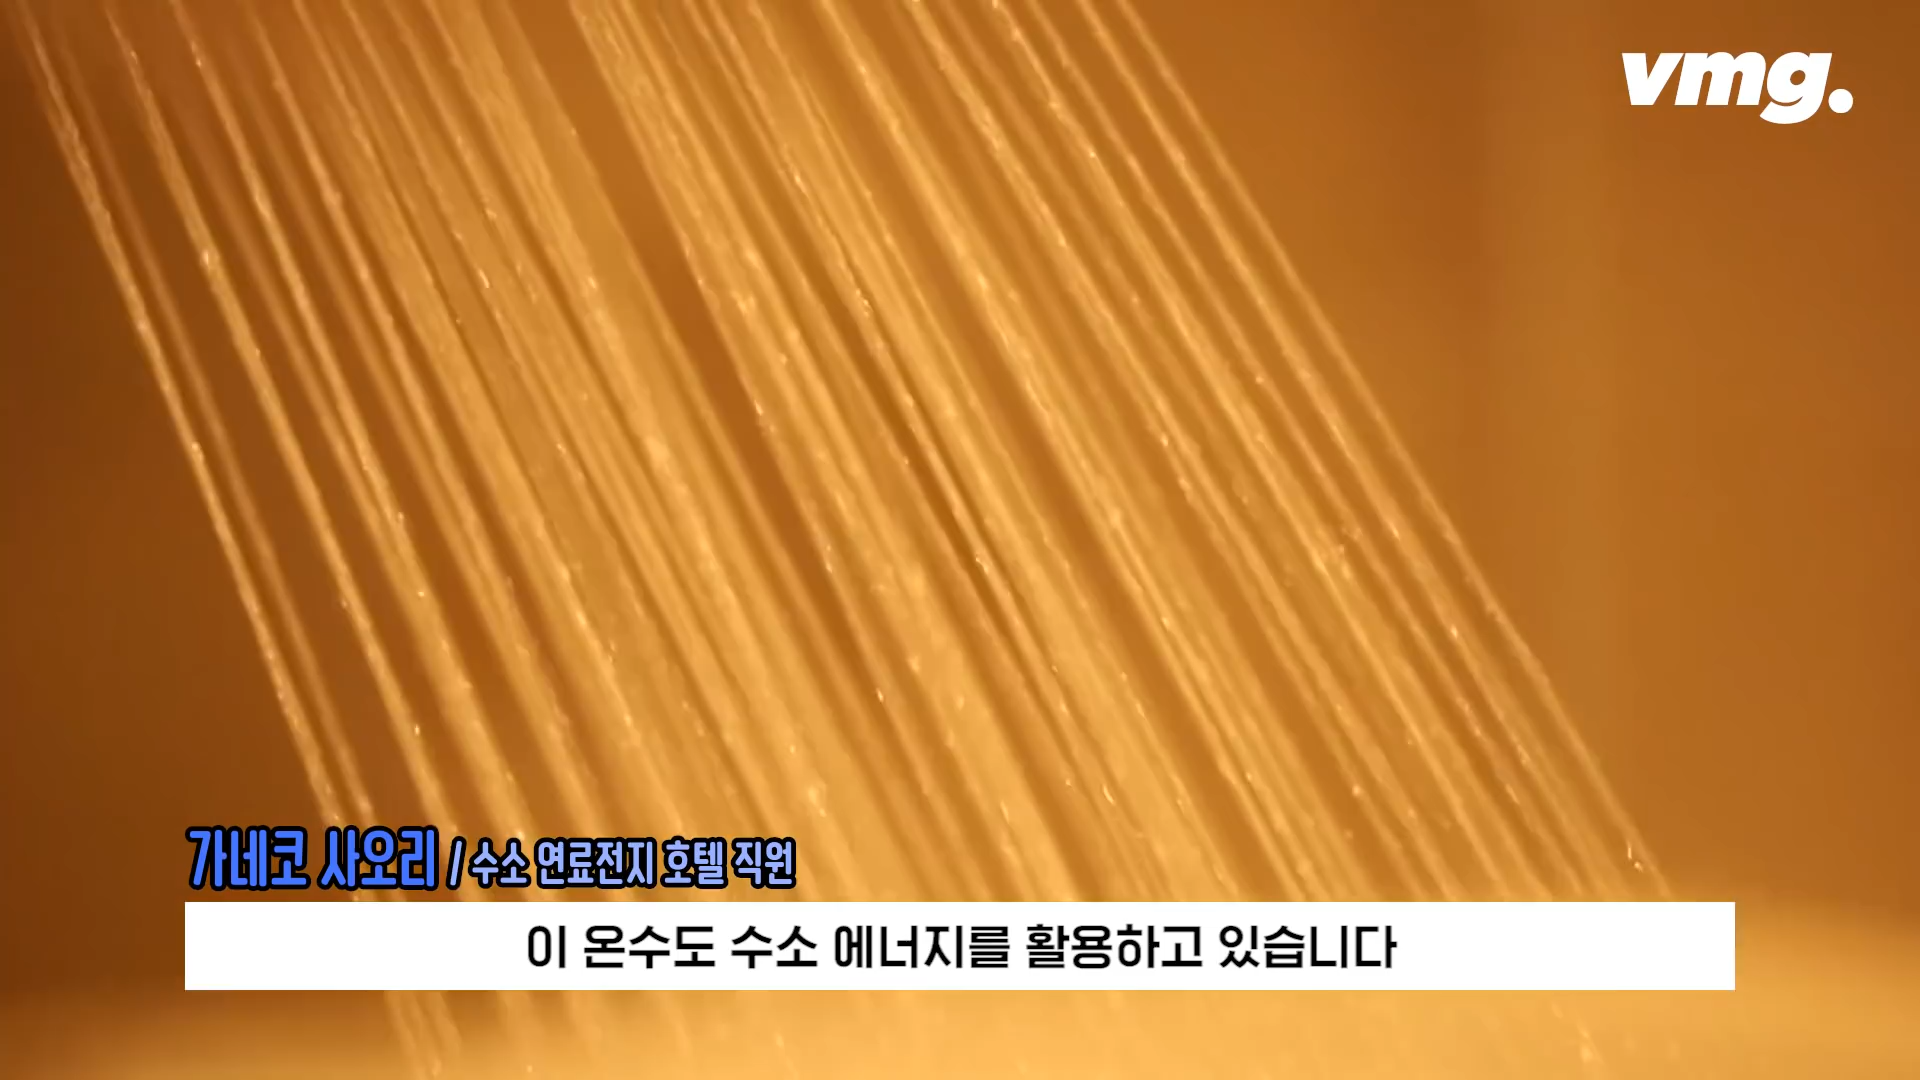 vmg.
가네코 사오리 / 수소 연료전지 호텔 직원
이 온수도 수소 에너지를 활용하고 있습니다